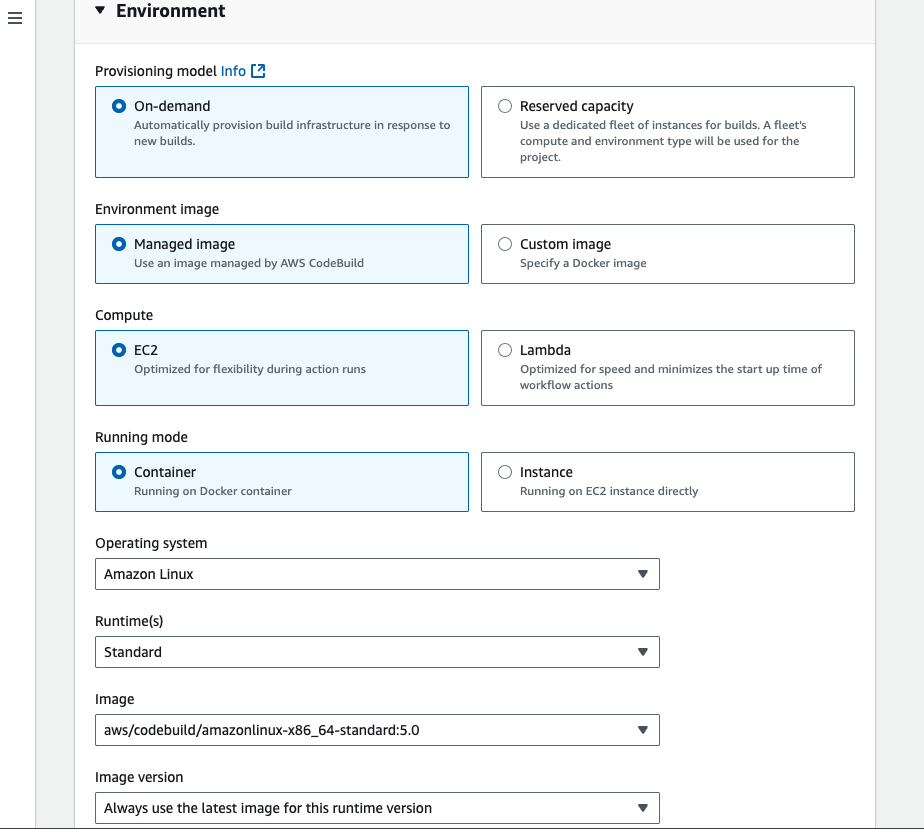 Environment
Provisioning model Info
On-demand
Automatically provision build infrastructure in response to
new builds.
Reserved capacity
Use a dedicated fleet of instances for builds. A fleet's
compute and environment type will be used for the
project.
Environment image
Managed image
Use an image managed by AWS CodeBuild
Custom image
Specify a Docker image
Compute
EC2
Optimized for flexibility during action runs
Lambda
Optimized for speed and minimizes the start up time of
workflow actions
Running mode
Container
Running on Docker container
Instance
Running on EC2 instance directly
Operating system
Amazon Linux
Runtime(s)
Standard
Image
aws/codebuild/amazonlinux-x86_64-standard:5.0
Image version
Always use the latest image for this runtime version